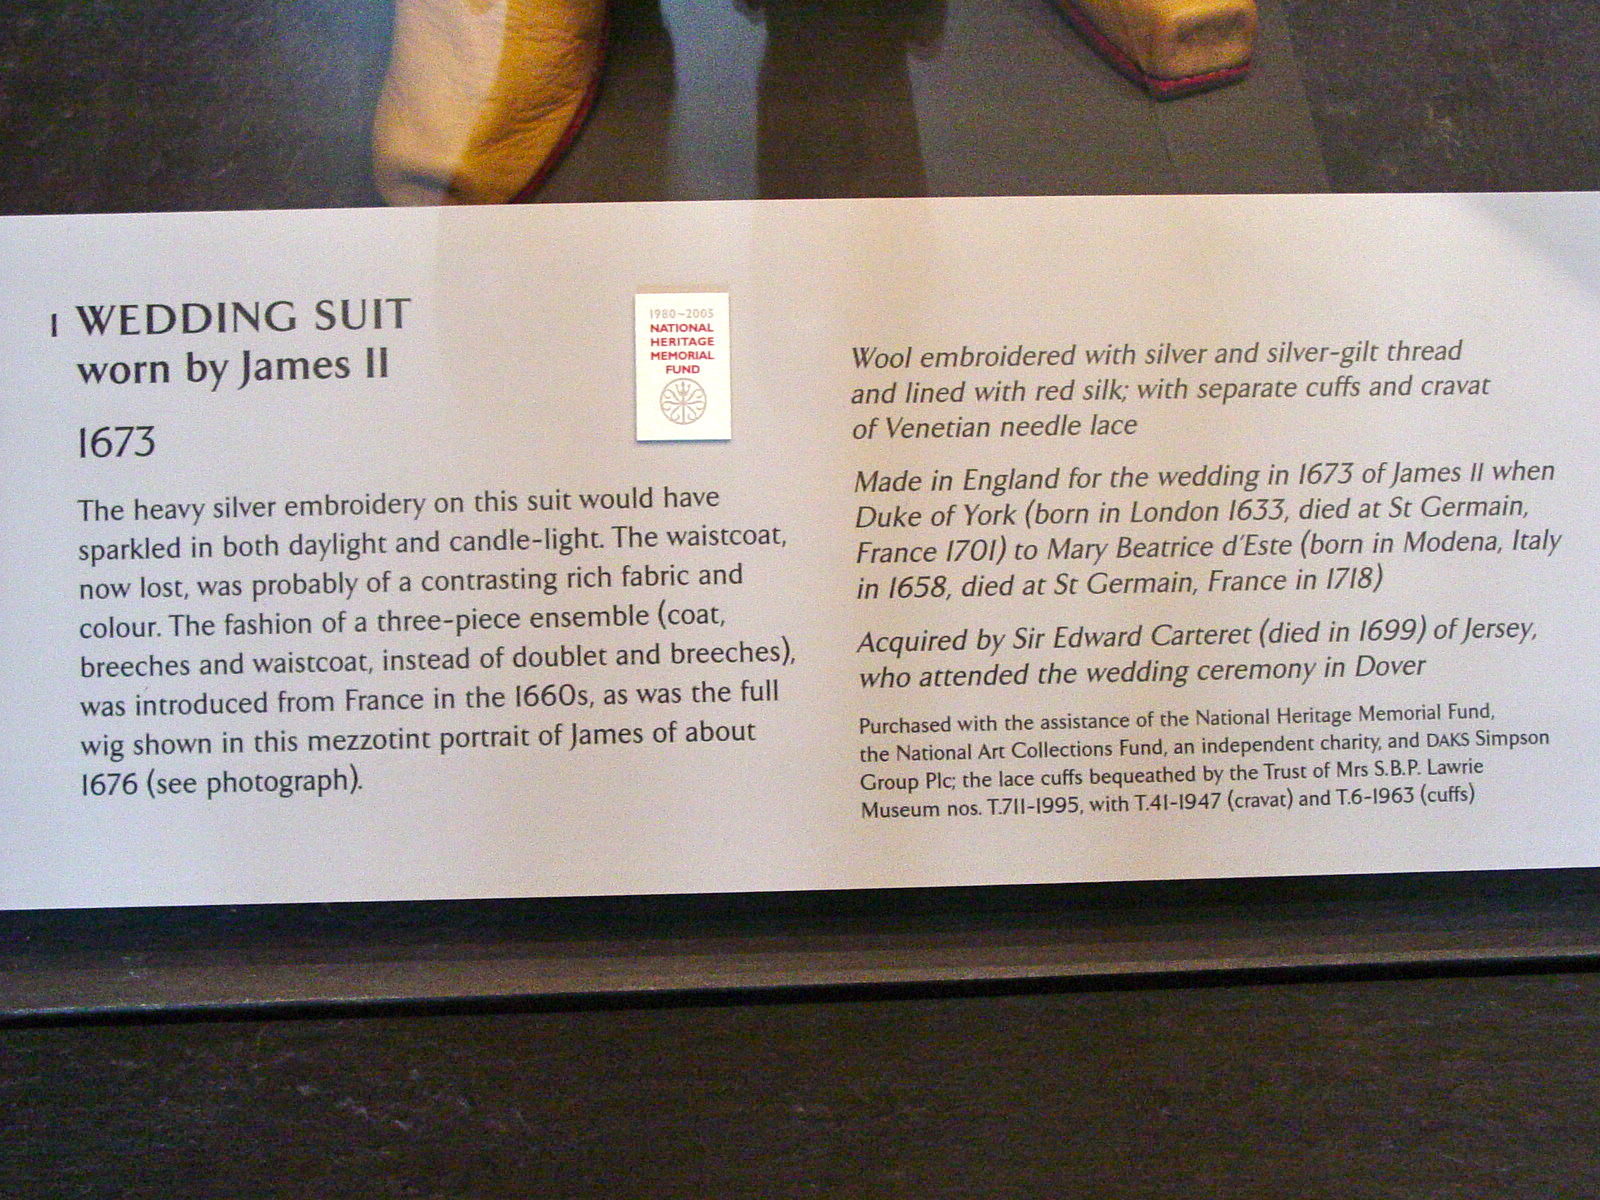 1 WEDDING SUIT
worn by James II
1673
The heavy silver embroidery on this suit would have
sparkled in both daylight and candle-light. The waistcoat,
now lost, was probably of a contrasting rich fabric and
colour. The fashion of a three-piece ensemble (coat,
breeches and waistcoat, instead of doublet and breeches),
was introduced from France in the 1660s, as was the full
wig shown in this mezzotint portrait of James of about
1676 (see photograph).
1980–2005
NATIONAL
HERITAGE
MEMORIAL
FUND
Wool embroidered with silver and silver-gilt thread
and lined with red silk; with separate cuffs and cravat
of Venetian needle lace
Made in England for the wedding in 1673 of James II when
Duke of York (born in London 1633, died at St Germain,
France 1701) to Mary Beatrice d'Este (born in Modena, Italy
in 1658, died at St Germain, France in 1718)
Acquired by Sir Edward Carteret (died in 1699) of Jersey,
who attended the wedding ceremony in Dover
Purchased with the assistance of the National Heritage Memorial Fund,
the National Art Collections Fund, an independent charity, and DAKS Simpson
Group Plc; the lace cuffs bequeathed by the Trust of Mrs S.B.P. Lawrie
Museum nos. T.711-1995, with T.41-1947 (cravat) and T.6-1963 (cuffs)